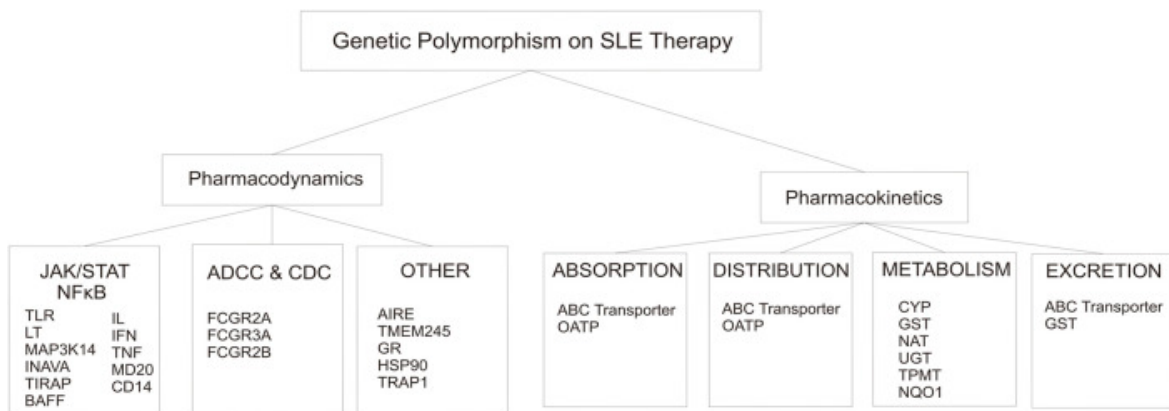 Genetic Polymorphism on SLE Therapy
Pharmacodynamics
Pharmacokinetics
JAK/STAT
NFκB
TLR
LT
MAP3K14
INAVA
TIRAP
BAFF
IL
IFN
TNF
MD20
CD14
ADCC & CDC
FCGR2A
FCGR3A
FCGR2B
OTHER
AIRE
TMEM245
GR
HSP90
TRAP1
ABSORPTION
ABC Transporter
OATP
DISTRIBUTION
ABC Transporter
OATP
METABOLISM
CYP
GST
NAT
UGT
TPMT
NQO1
EXCRETION
ABC Transporter
GST